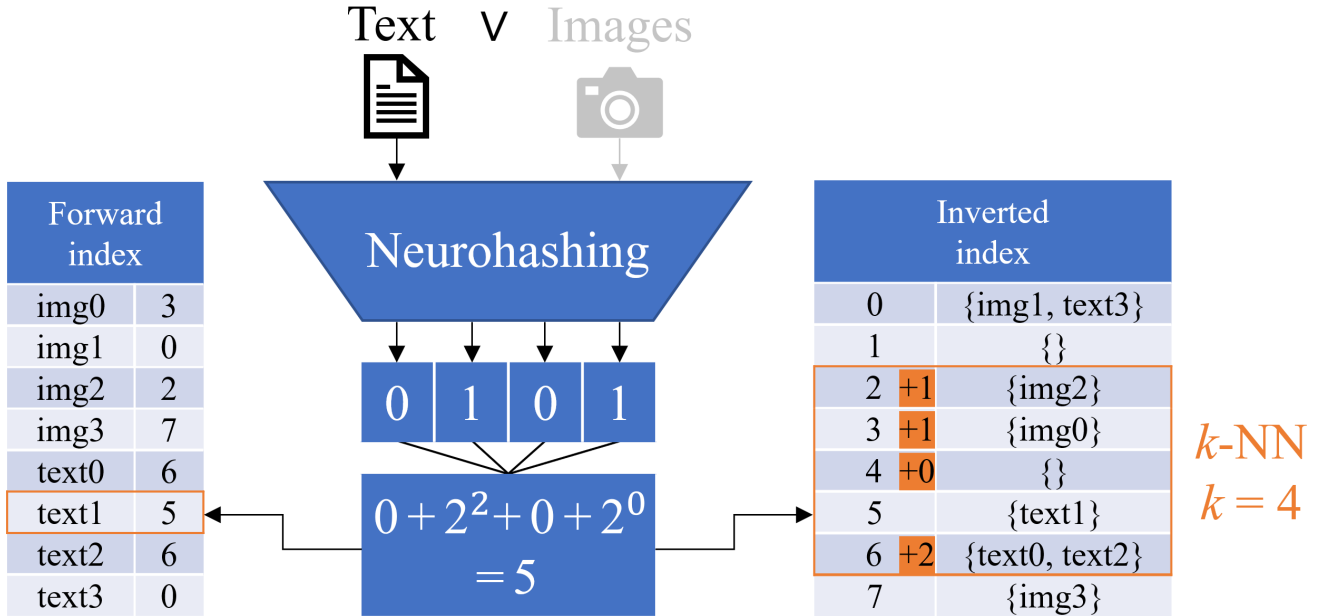 Text ∨ Images
Forward
index
img0 3
img1 0
img2 2
img3 7
text0 6
text1 5
text2 6
text3 0
Neurohashing
0 1 0 1
0 + 2² + 0 + 2⁰
= 5
Inverted
index
0 {img1, text3}
1 {}
2 +1 {img2}
3 +1 {img0}
4 +0 {}
5 {text1}
6 +2 {text0, text2}
7 {img3}
k-NN
k = 4